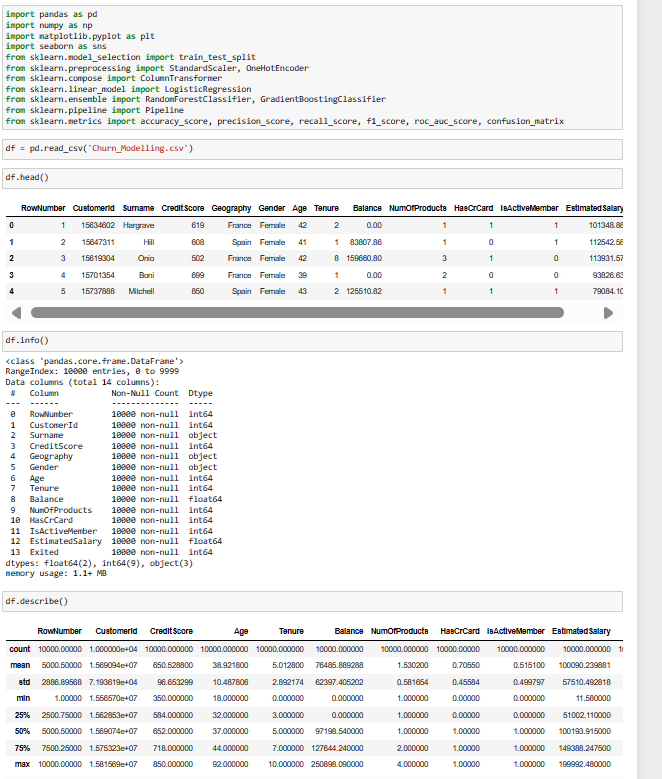 import pandas as pd
import numpy as np
import matplotlib.pyplot as plt
import seaborn as sns
from sklearn.model_selection import train_test_split
from sklearn.preprocessing import StandardScaler, OneHotEncoder
from sklearn.compose import ColumnTransformer
from sklearn.linear_model import LogisticRegression
from sklearn.ensemble import RandomForestClassifier, GradientBoostingClassifier
from sklearn.pipeline import Pipeline
from sklearn.metrics import accuracy_score, precision_score, recall_score, f1_score, roc_auc_score, confusion_matrix
df = pd.read_csv('Churn_Modelling.csv')
df.head()
RowNumber CustomerId Surname CreditScore Geography Gender Age Tenure Balance NumOfProducts HasCrCard IsActiveMember EstimatedSalary
0 1 15634602 Hargrave 619 France Female 42 2 0.00 1 1 1 101348.88
1 2 15647311 Hill 608 Spain Female 41 1 83807.86 1 0 1 112542.58
2 3 15619304 Onio 502 France Female 42 8 159660.80 3 1 0 113931.57
3 4 15701354 Boni 699 France Female 39 1 0.00 2 0 0 93826.63
4 5 15737888 Mitchell 850 Spain Female 43 2 125510.82 1 1 1 79084.10
df.info()
<class 'pandas.core.frame.DataFrame'>
RangeIndex: 10000 entries, 0 to 9999
Data columns (total 14 columns):
# Column Non-Null Count Dtype
--- ------ -------------- -----
0 RowNumber 10000 non-null int64
1 CustomerId 10000 non-null int64
2 Surname 10000 non-null object
3 CreditScore 10000 non-null int64
4 Geography 10000 non-null object
5 Gender 10000 non-null object
6 Age 10000 non-null int64
7 Tenure 10000 non-null int64
8 Balance 10000 non-null float64
9 NumOfProducts 10000 non-null int64
10 HasCrCard 10000 non-null int64
11 IsActiveMember 10000 non-null int64
12 EstimatedSalary 10000 non-null float64
13 Exited 10000 non-null int64
dtypes: float64(2), int64(9), object(3)
memory usage: 1.1+ MB
df.describe()
RowNumber CustomerId CreditScore Age Tenure Balance NumOfProducts HasCrCard IsActiveMember EstimatedSalary
count 10000.00000 1.000000e+04 10000.000000 10000.000000 10000.000000 10000.000000 10000.000000 10000.00000 10000.000000 10000.000000 1
mean 5000.50000 1.569094e+07 650.528800 38.921800 5.012800 76485.889288 1.530200 0.70550 0.515100 100090.239881
std 2886.89568 7.193619e+04 96.653299 10.487806 2.892174 62397.405202 0.581654 0.45584 0.499797 57510.492818
min 1.00000 1.556570e+07 350.000000 18.000000 0.000000 0.000000 1.000000 0.00000 0.000000 11.580000
25% 2500.75000 1.562853e+07 584.000000 32.000000 3.000000 0.000000 1.000000 0.00000 0.000000 51002.110000
50% 5000.50000 1.569074e+07 652.000000 37.000000 5.000000 97198.540000 1.000000 1.00000 1.000000 100193.915000
75% 7500.25000 1.575323e+07 718.000000 44.000000 7.000000 127644.240000 2.000000 1.00000 1.000000 149388.247500
max 10000.00000 1.581569e+07 850.000000 92.000000 10.000000 250898.090000 4.000000 1.00000 1.000000 199992.480000